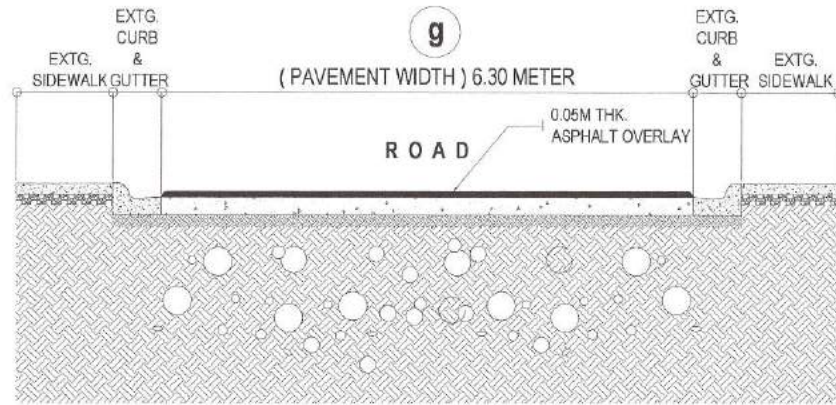 EXTG.
CURB
&
GUTTER
EXTG.
SIDEWALK
g
( PAVEMENT WIDTH ) 6.30 METER
EXTG.
CURB
&
GUTTER
EXTG.
SIDEWALK
0.05M THK.
ASPHALT OVERLAY
ROAD